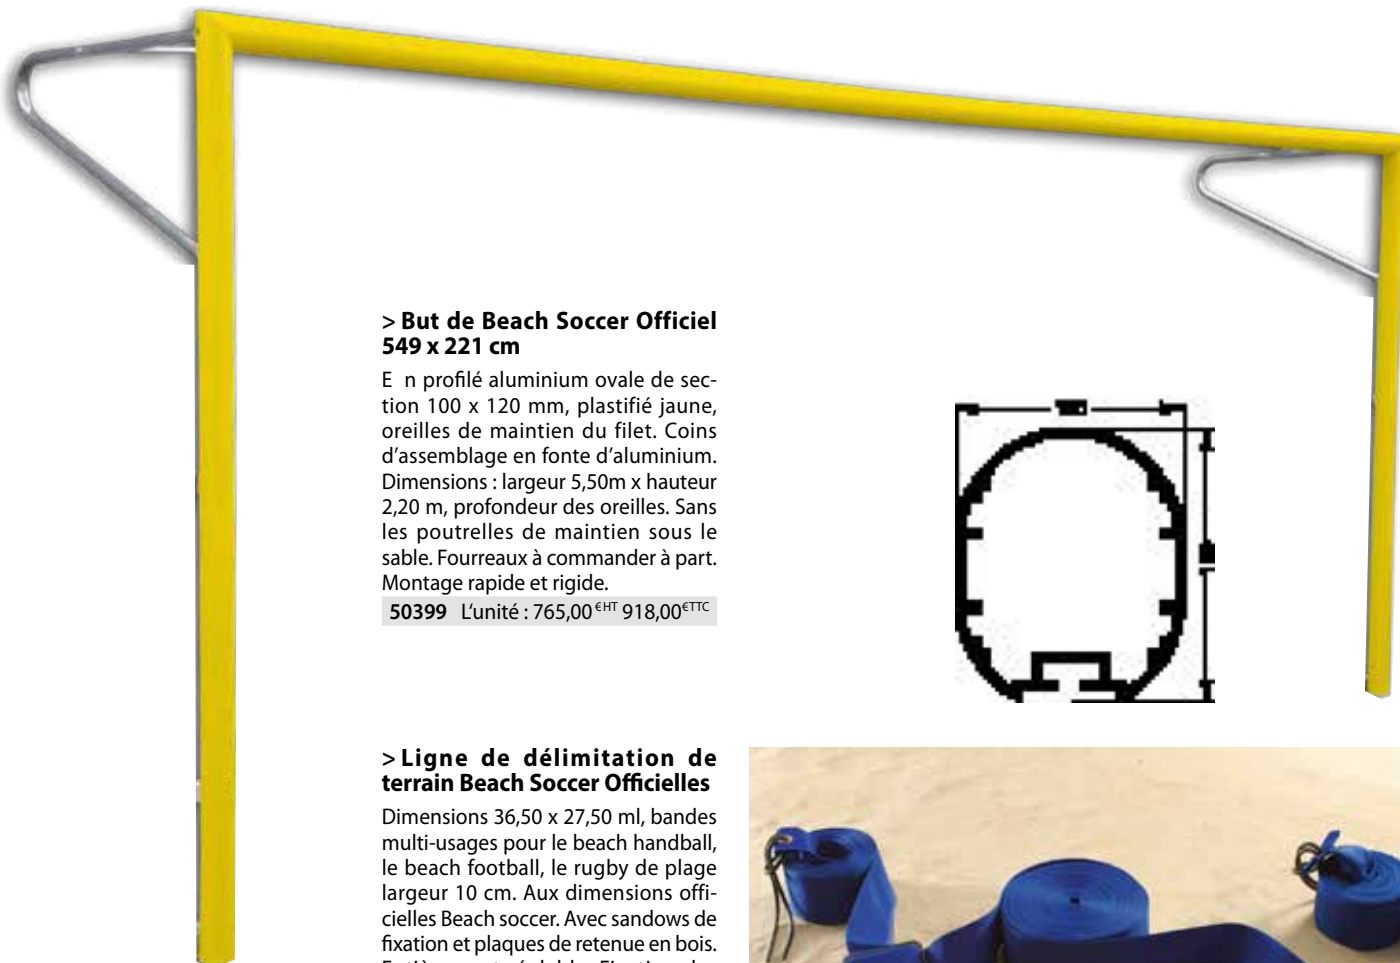 > But de Beach Soccer Officiel
549 x 221 cm
E n profilé aluminium ovale de sec-
tion 100 x 120 mm, plastifié jaune,
oreilles de maintien du filet. Coins
d’assemblage en fonte d’aluminium.
Dimensions : largeur 5,50m x hauteur
2,20 m, profondeur des oreilles. Sans
les poutrelles de maintien sous le
sable. Fourreaux à commander à part.
Montage rapide et rigide.
50399 L’unité : 765,00 €HT 918,00€TTC
> Ligne de délimitation de
terrain Beach Soccer Officielles
Dimensions 36,50 x 27,50 ml, bandes
multi-usages pour le beach handball,
le beach football, le rugby de plage
largeur 10 cm. Aux dimensions offi-
cielles Beach soccer. Avec sandows de
fixation et plaques de retenue en bois.